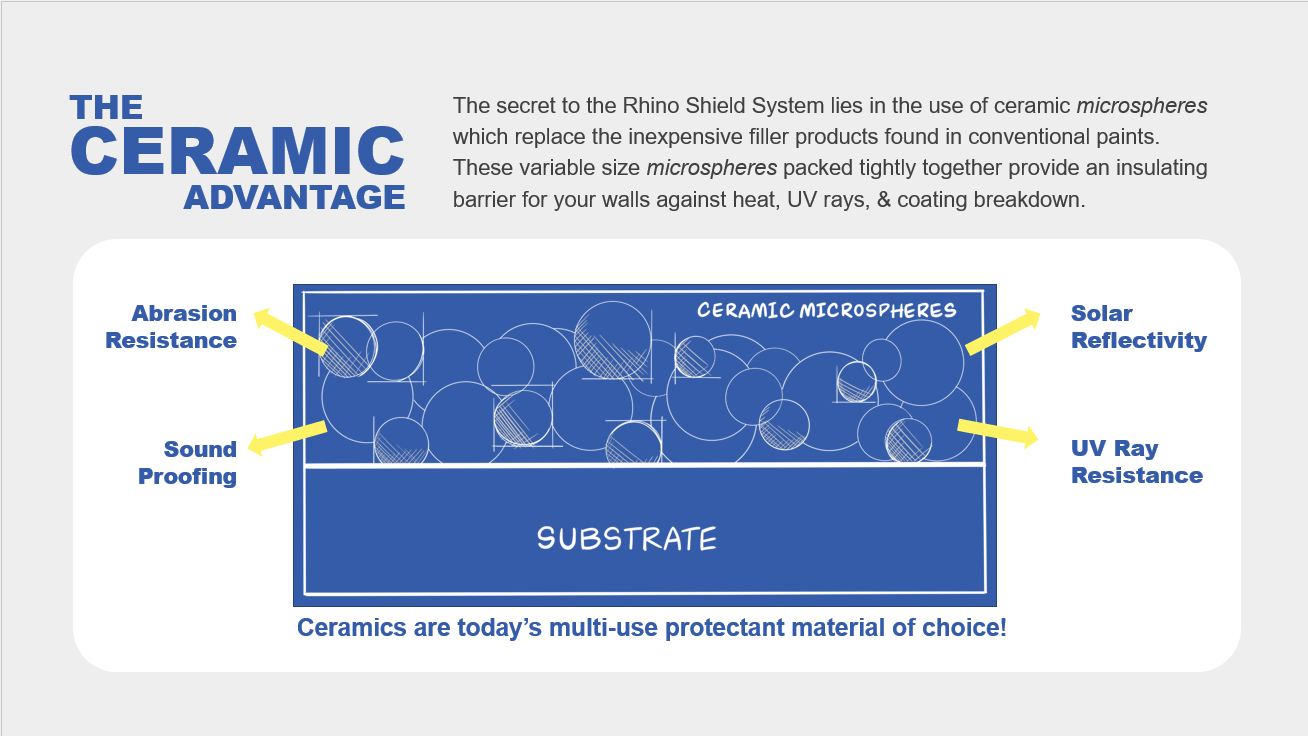 THE
CERAMIC
ADVANTAGE
The secret to the Rhino Shield System lies in the use of ceramic microspheres
which replace the inexpensive filler products found in conventional paints.
These variable size microspheres packed tightly together provide an insulating
barrier for your walls against heat, UV rays, & coating breakdown.
Abrasion
Resistance
Sound
Proofing
CERAMIC MICROSPHERES
SUBSTRATE
Solar
Reflectivity
UV Ray
Resistance
Ceramics are today’s multi-use protectant material of choice!